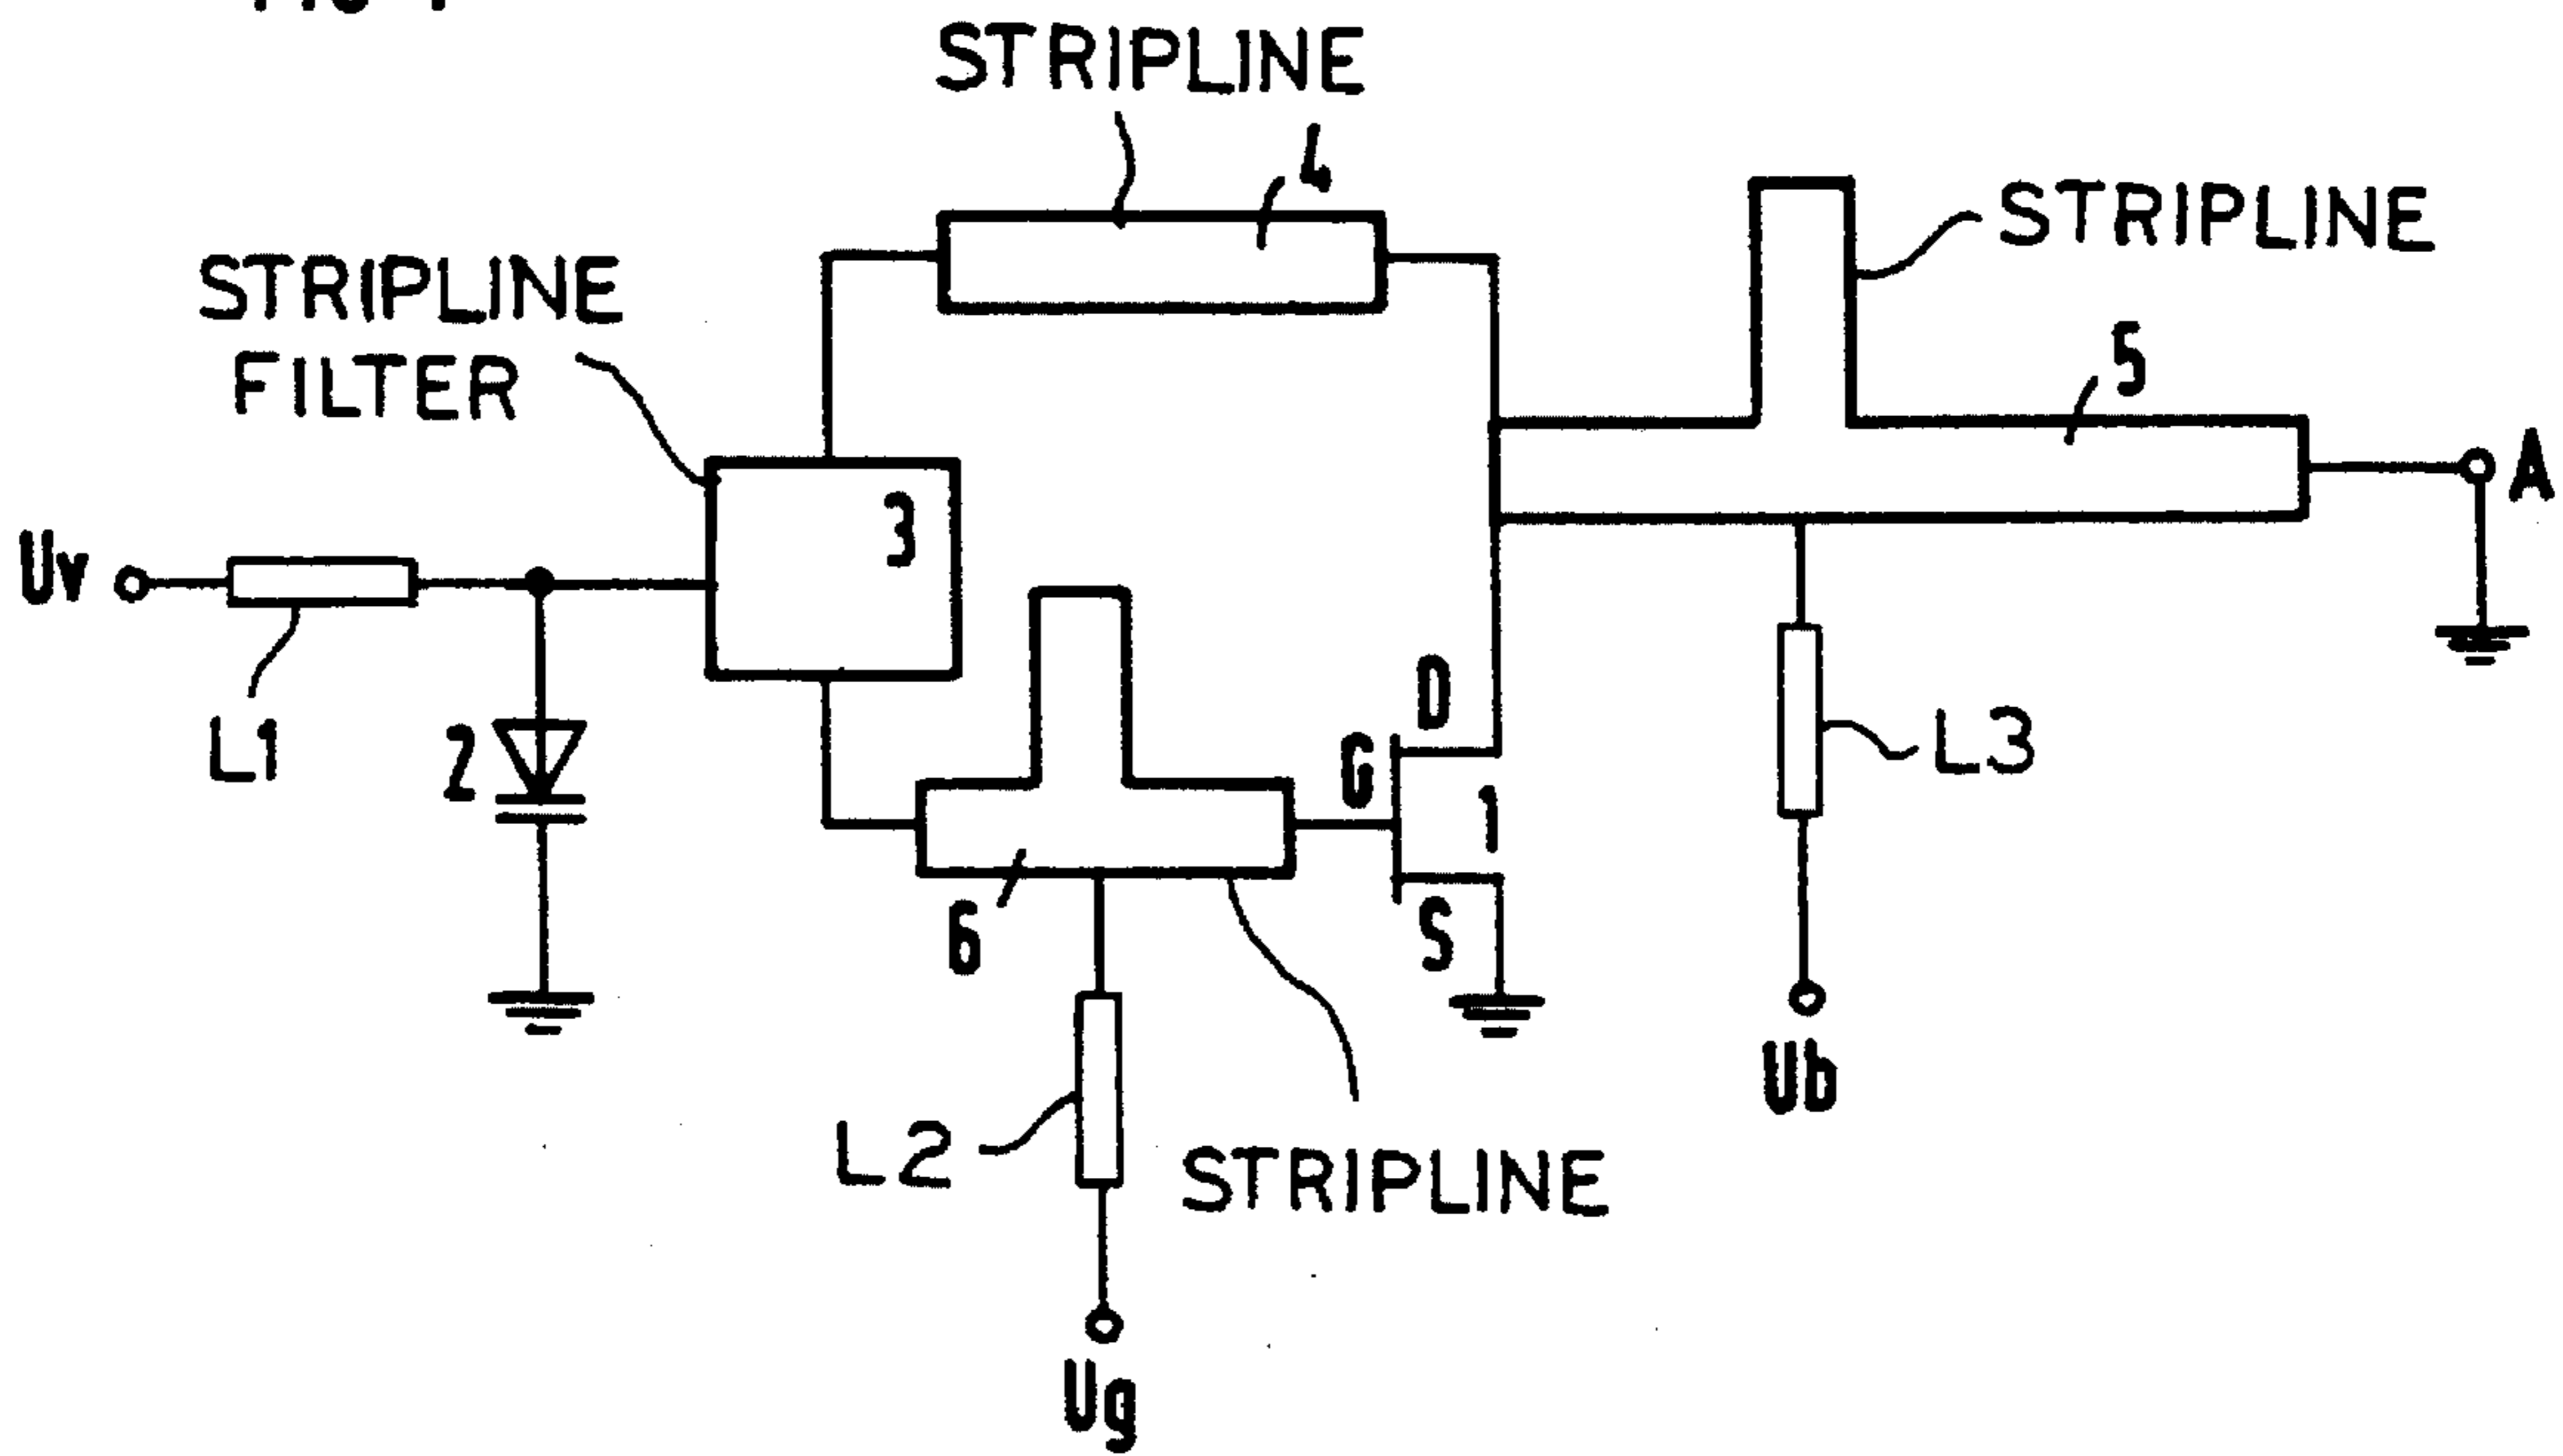 STRIPLINE
4
STRIPLINE
STRIPLINE
FILTER
5
3
A
Uv
L1
2
D
G
1
S
L3
6
Ub
L2
STRIPLINE
Ug